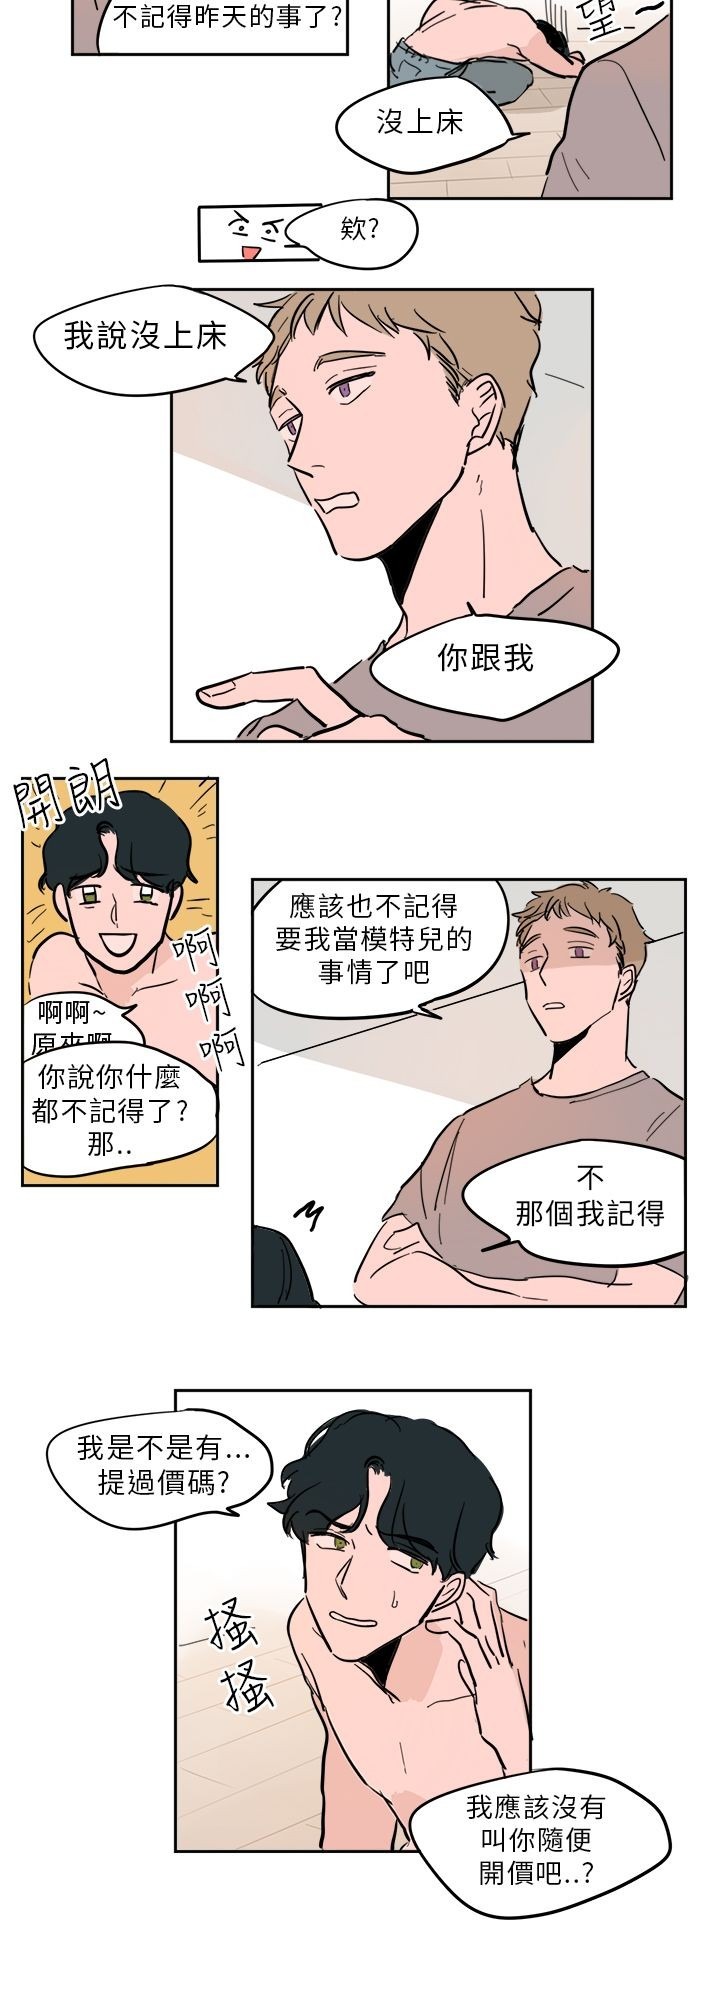 不記得昨天的事了?
望~
沒上床
欸?
我說沒上床
你跟我
開朗
啊
啊
啊
啊啊~
原來啊
你說你什麼
都不記得了?
那..
應該也不記得
要我當模特兒的
事情了吧
不
那個我記得
我是不是有...
提過價碼?
搔
搔
我應該沒有
叫你隨便
開價吧..?